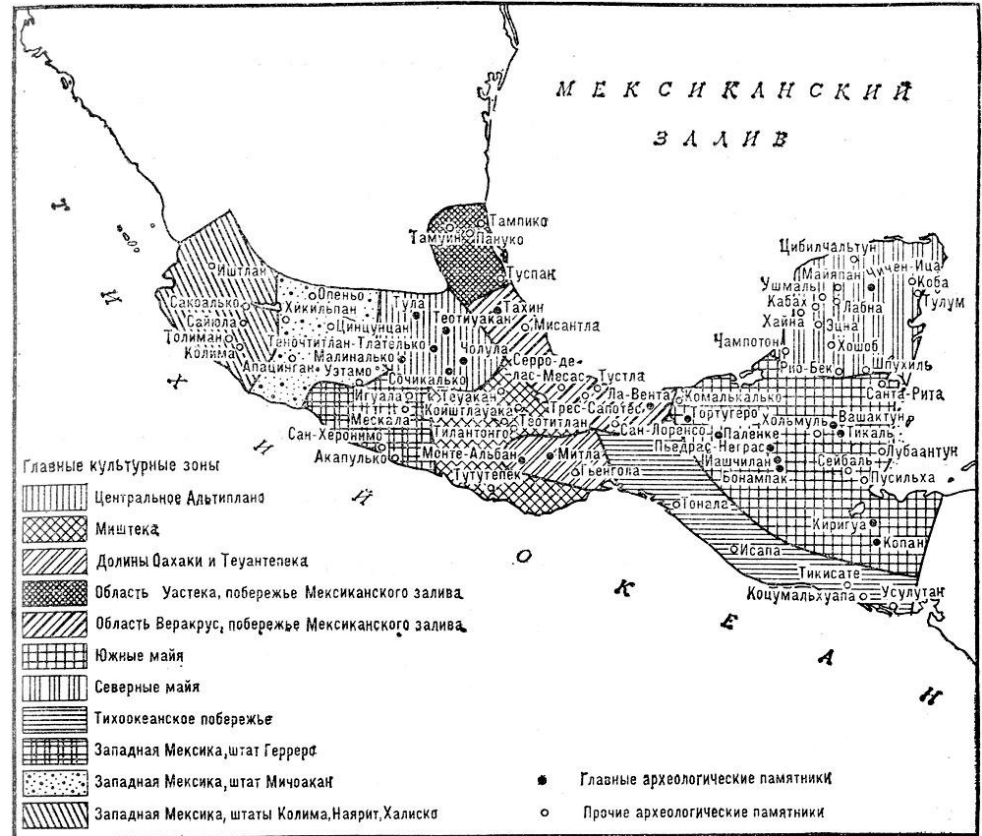 МЕКСИКАНСКИЙ
ЗАЛИВ
ТИХИЙ ОКЕАН
Тампико
Тамуин
Пануко
Туспан
Цибилчальтун
Майяпан
Чичен-Ица
Ушмаль
Коба
Кабах
Лабна
Тулум
Хайна
Эцна
Чампотон
Хошоб
Рио-Бек
Шпухиль
Санта-Рита
Иштлан
Сакоалько
Сайюла
Толиман
Колима
Опеньо
Хикильпан
Цинцунцан
Тула
Теотиуакан
Тахин
Мисантла
Теночтитлан-Тлателько
Чолула
Малиналько
Апацинган
Уэтамо
Сочикалько
Серро-де-
лас-Месас
Тустла
Игуала
Теуакан
Ла-Вента
Комалькалько
Койштлауака
Трес-Сапотес
Тортугеро
Хольмуль
Вашактун
Мескала
Теотитлан
Сан-Лоренсо
Паленке
Тикаль
Сан-Херонимо
Тилантонго
Пьедрас-Неграс
Лубаантун
Акапулько
Монте-Альбан
Митла
Йашчилан
Сейбаль
Тututепек
Гьенгола
Бонампак
Пусильха
Тонала
Киригуа
Копан
Исапа
Тикисате
Коцумальхуапа
Усулутан
Главные культурные зоны
Центральное Альтиплано
Миштека
Долины Оахаки и Теуантепека
Область Уастека, побережье Мексиканского залива
Область Веракрус, побережье Мексиканского залива
Южные майя
Северные майя
Тихоокеанское побережье
Западная Мексика, штат Герреро
Западная Мексика, штат Мичоакан
Западная Мексика, штаты Колима, Наярит, Халиско
Главные археологические памятники
Прочие археологические памятники